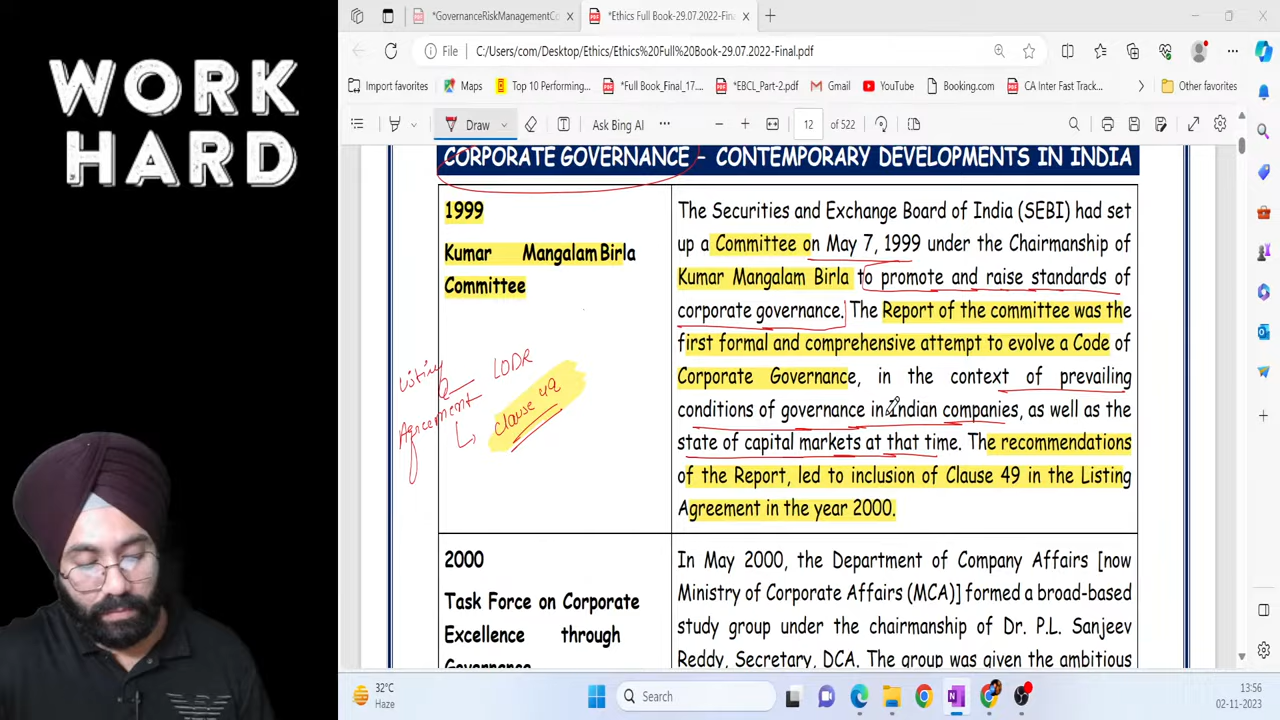 WORK
HARD
*GovernanceRiskManagementCo
*Ethics Full Book-29.07.2022-Final.
File
C:/Users/com/Desktop/Ethics/Ethics%20Full%20Book-29.07.2022-Final.pdf
Import favorites
Maps
Top 10 Performing...
*Full Book_Final_17....
*EBCL_Part-2.pdf
Gmail
YouTube
Booking.com
CA Inter Fast Track...
Other favorites
Draw
Ask Bing AI
12
of 522
CORPORATE GOVERNANCE - CONTEMPORARY DEVELOPMENTS IN INDIA
1999
Kumar Mangalam Birla
Committee
Listing
Agreement
LODR
Clause 49
The Securities and Exchange Board of India (SEBI) had set
up a Committee on May 7, 1999 under the Chairmanship of
Kumar Mangalam Birla to promote and raise standards of
corporate governance. The Report of the committee was the
first formal and comprehensive attempt to evolve a Code of
Corporate Governance, in the context of prevailing
conditions of governance in Indian companies, as well as the
state of capital markets at that time. The recommendations
of the Report, led to inclusion of Clause 49 in the Listing
Agreement in the year 2000.
2000
Task Force on Corporate
Excellence through
Governance
In May 2000, the Department of Company Affairs [now
Ministry of Corporate Affairs (MCA)] formed a broad-based
study group under the chairmanship of Dr. P.L. Sanjeev
Reddy, Secretary, DCA. The group was given the ambitious
32°C
Haze
Search
13:56
02-11-2023